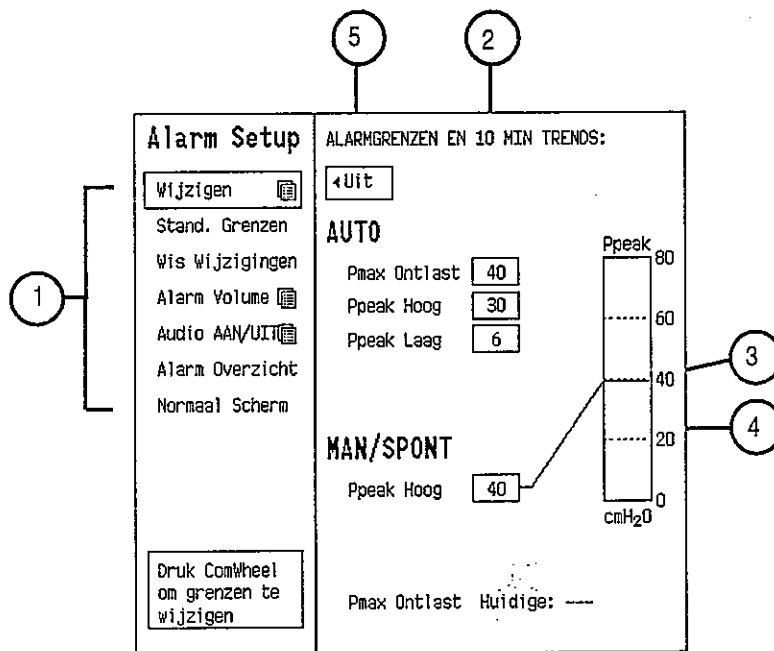 5
2
Alarm Setup
Wijzigen
Stand. Grenzen
Wis Wijzigingen
Alarm Volume
Audio AAN/UIT
Alarm Overzicht
Normaal Scherm
Druk ComWheel
om grenzen te
wijzigen
1
ALARMGRENZEN EN 10 MIN TRENDS:
Uit
AUTO
Pmax Ontlast 40
Ppeak Hoog 30
Ppeak Laag 6
MAN/SPONT
Ppeak Hoog 40
Pmax Ontlast Huidige: ---
Ppeak
80
60
40
20
0
cmH₂O
3
4